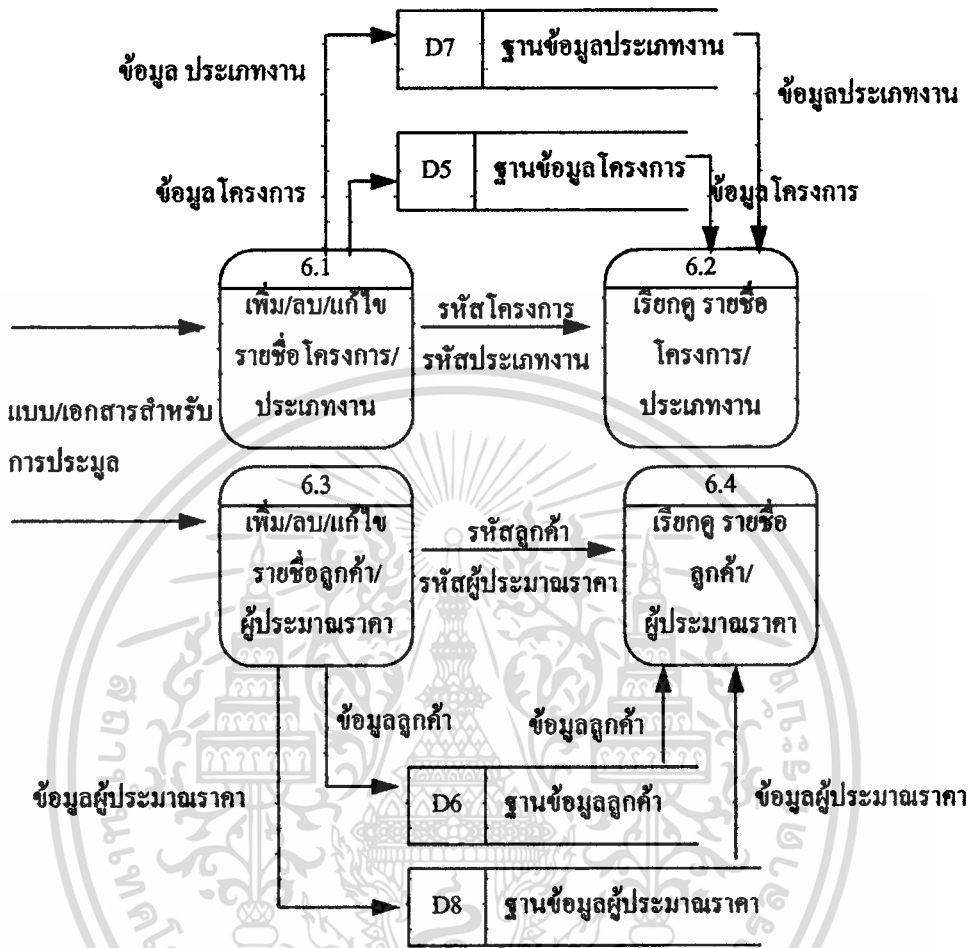 D7 ฐานข้อมูลประเภทงาน
ข้อมูล ประเภทงาน
ข้อมูลประเภทงาน
D5 ฐานข้อมูลโครงการ
ข้อมูลโครงการ
ข้อมูลโครงการ
6.1
เพิ่ม/ลบ/แก้ไข
รายชื่อโครงการ/
ประเภทงาน
รหัสโครงการ
รหัสประเภทงาน
6.2
เรียกดู รายชื่อ
โครงการ/
ประเภทงาน
แบบ/เอกสารสำหรับ
การประมูล
6.3
เพิ่ม/ลบ/แก้ไข
รายชื่อลูกค้า/
ผู้ประมาณราคา
รหัสลูกค้า
รหัสผู้ประมาณราคา
6.4
เรียกดู รายชื่อ
ลูกค้า/
ผู้ประมาณราคา
ข้อมูลลูกค้า
ข้อมูลลูกค้า
ข้อมูลผู้ประมาณราคา
D6 ฐานข้อมูลลูกค้า
ข้อมูลผู้ประมาณราคา
D8 ฐานข้อมูลผู้ประมาณราคา